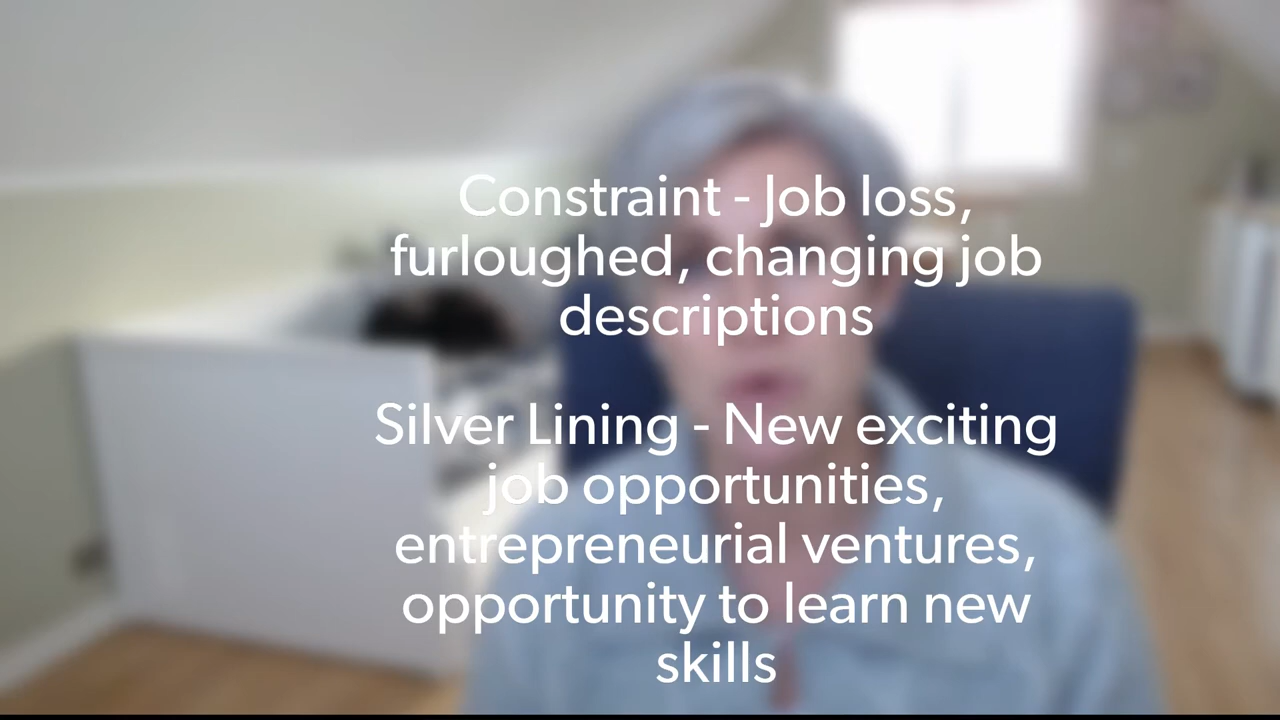 Constraint - Job loss,
furloughed, changing job
descriptions
Silver Lining - New exciting
job opportunities,
entrepreneurial ventures,
opportunity to learn new
skills